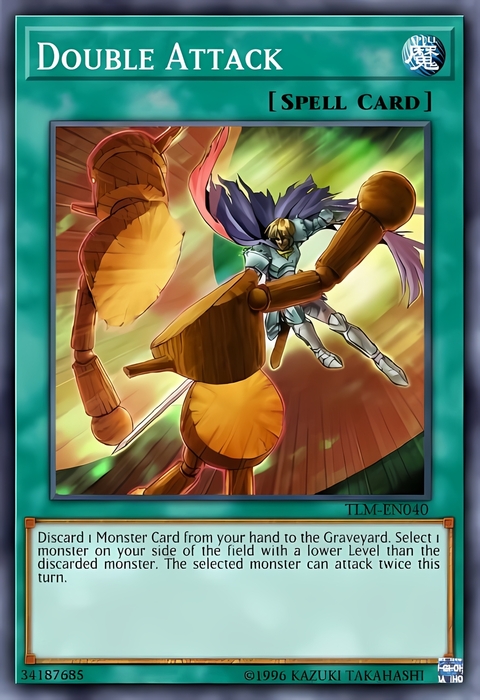 DOUBLE ATTACK
魔
[SPELL CARD]
TLM-EN040
Discard 1 Monster Card from your hand to the Graveyard. Select 1
monster on your side of the field with a lower Level than the
discarded monster. The selected monster can attack twice this
turn.
34187685
©1996 KAZUKI TAKAHASHI